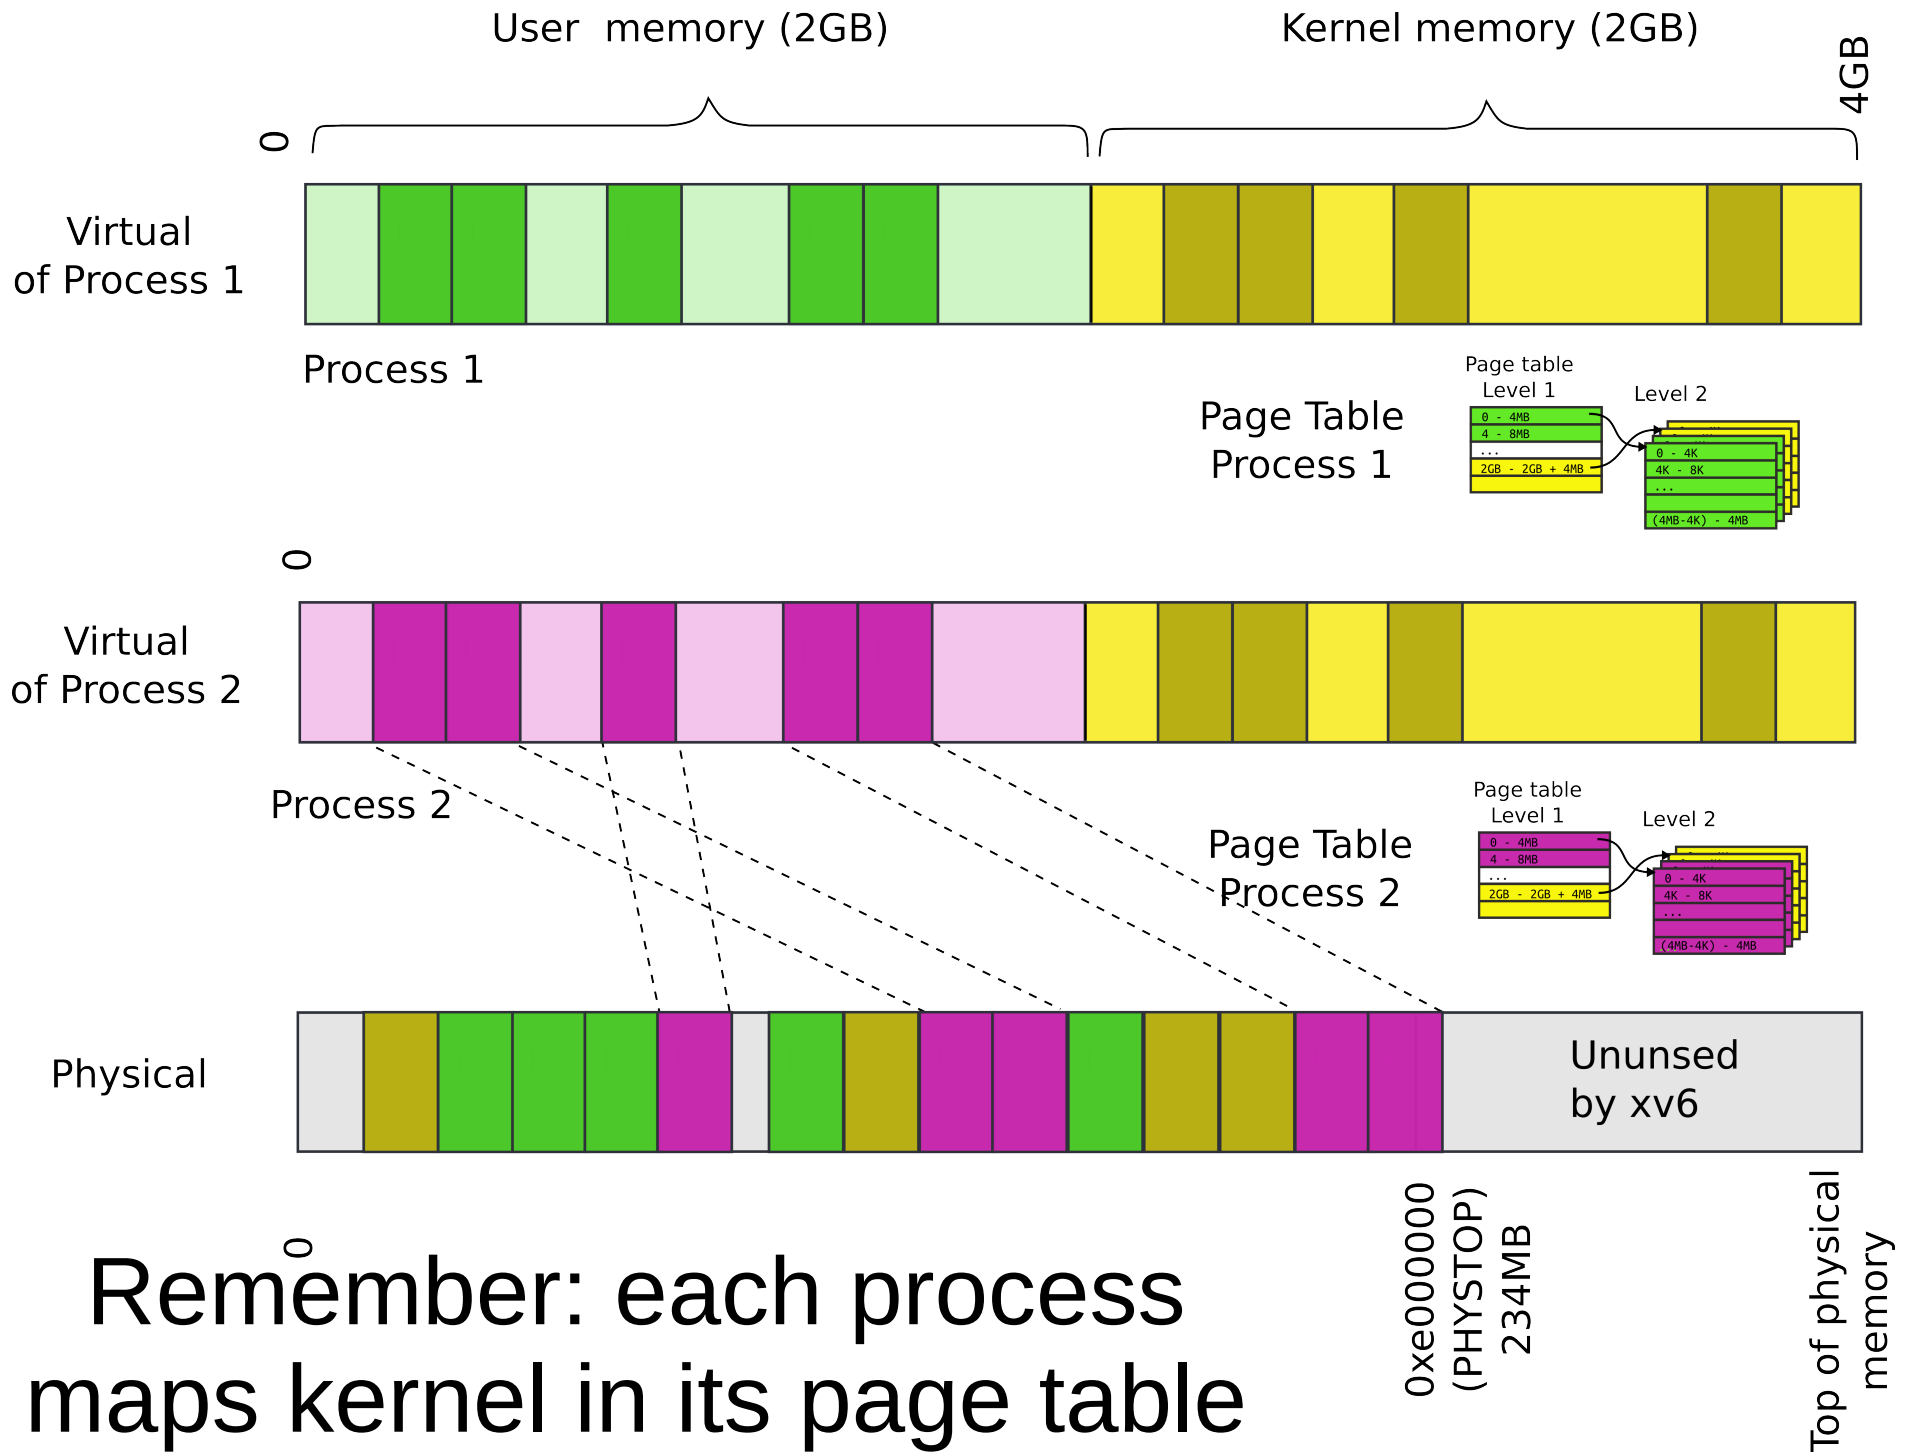 User  memory (2GB)
Kernel memory (2GB)
4GB
0
Virtual
of Process 1
Process 1
Page Table
Process 1
Page table
Level 1
Level 2
0 - 4MB
4 - 8MB
...
2GB - 2GB + 4MB
0 - 4K
4K - 8K
...
(4MB-4K) - 4MB
0
Virtual
of Process 2
Process 2
Page Table
Process 2
Page table
Level 1
Level 2
0 - 4MB
4 - 8MB
...
2GB - 2GB + 4MB
0 - 4K
4K - 8K
...
(4MB-4K) - 4MB
Physical
Ununsed
by xv6
0
0xe000000
(PHYSTOP)
234MB
Top of physical
memory
Remember: each process
maps kernel in its page table